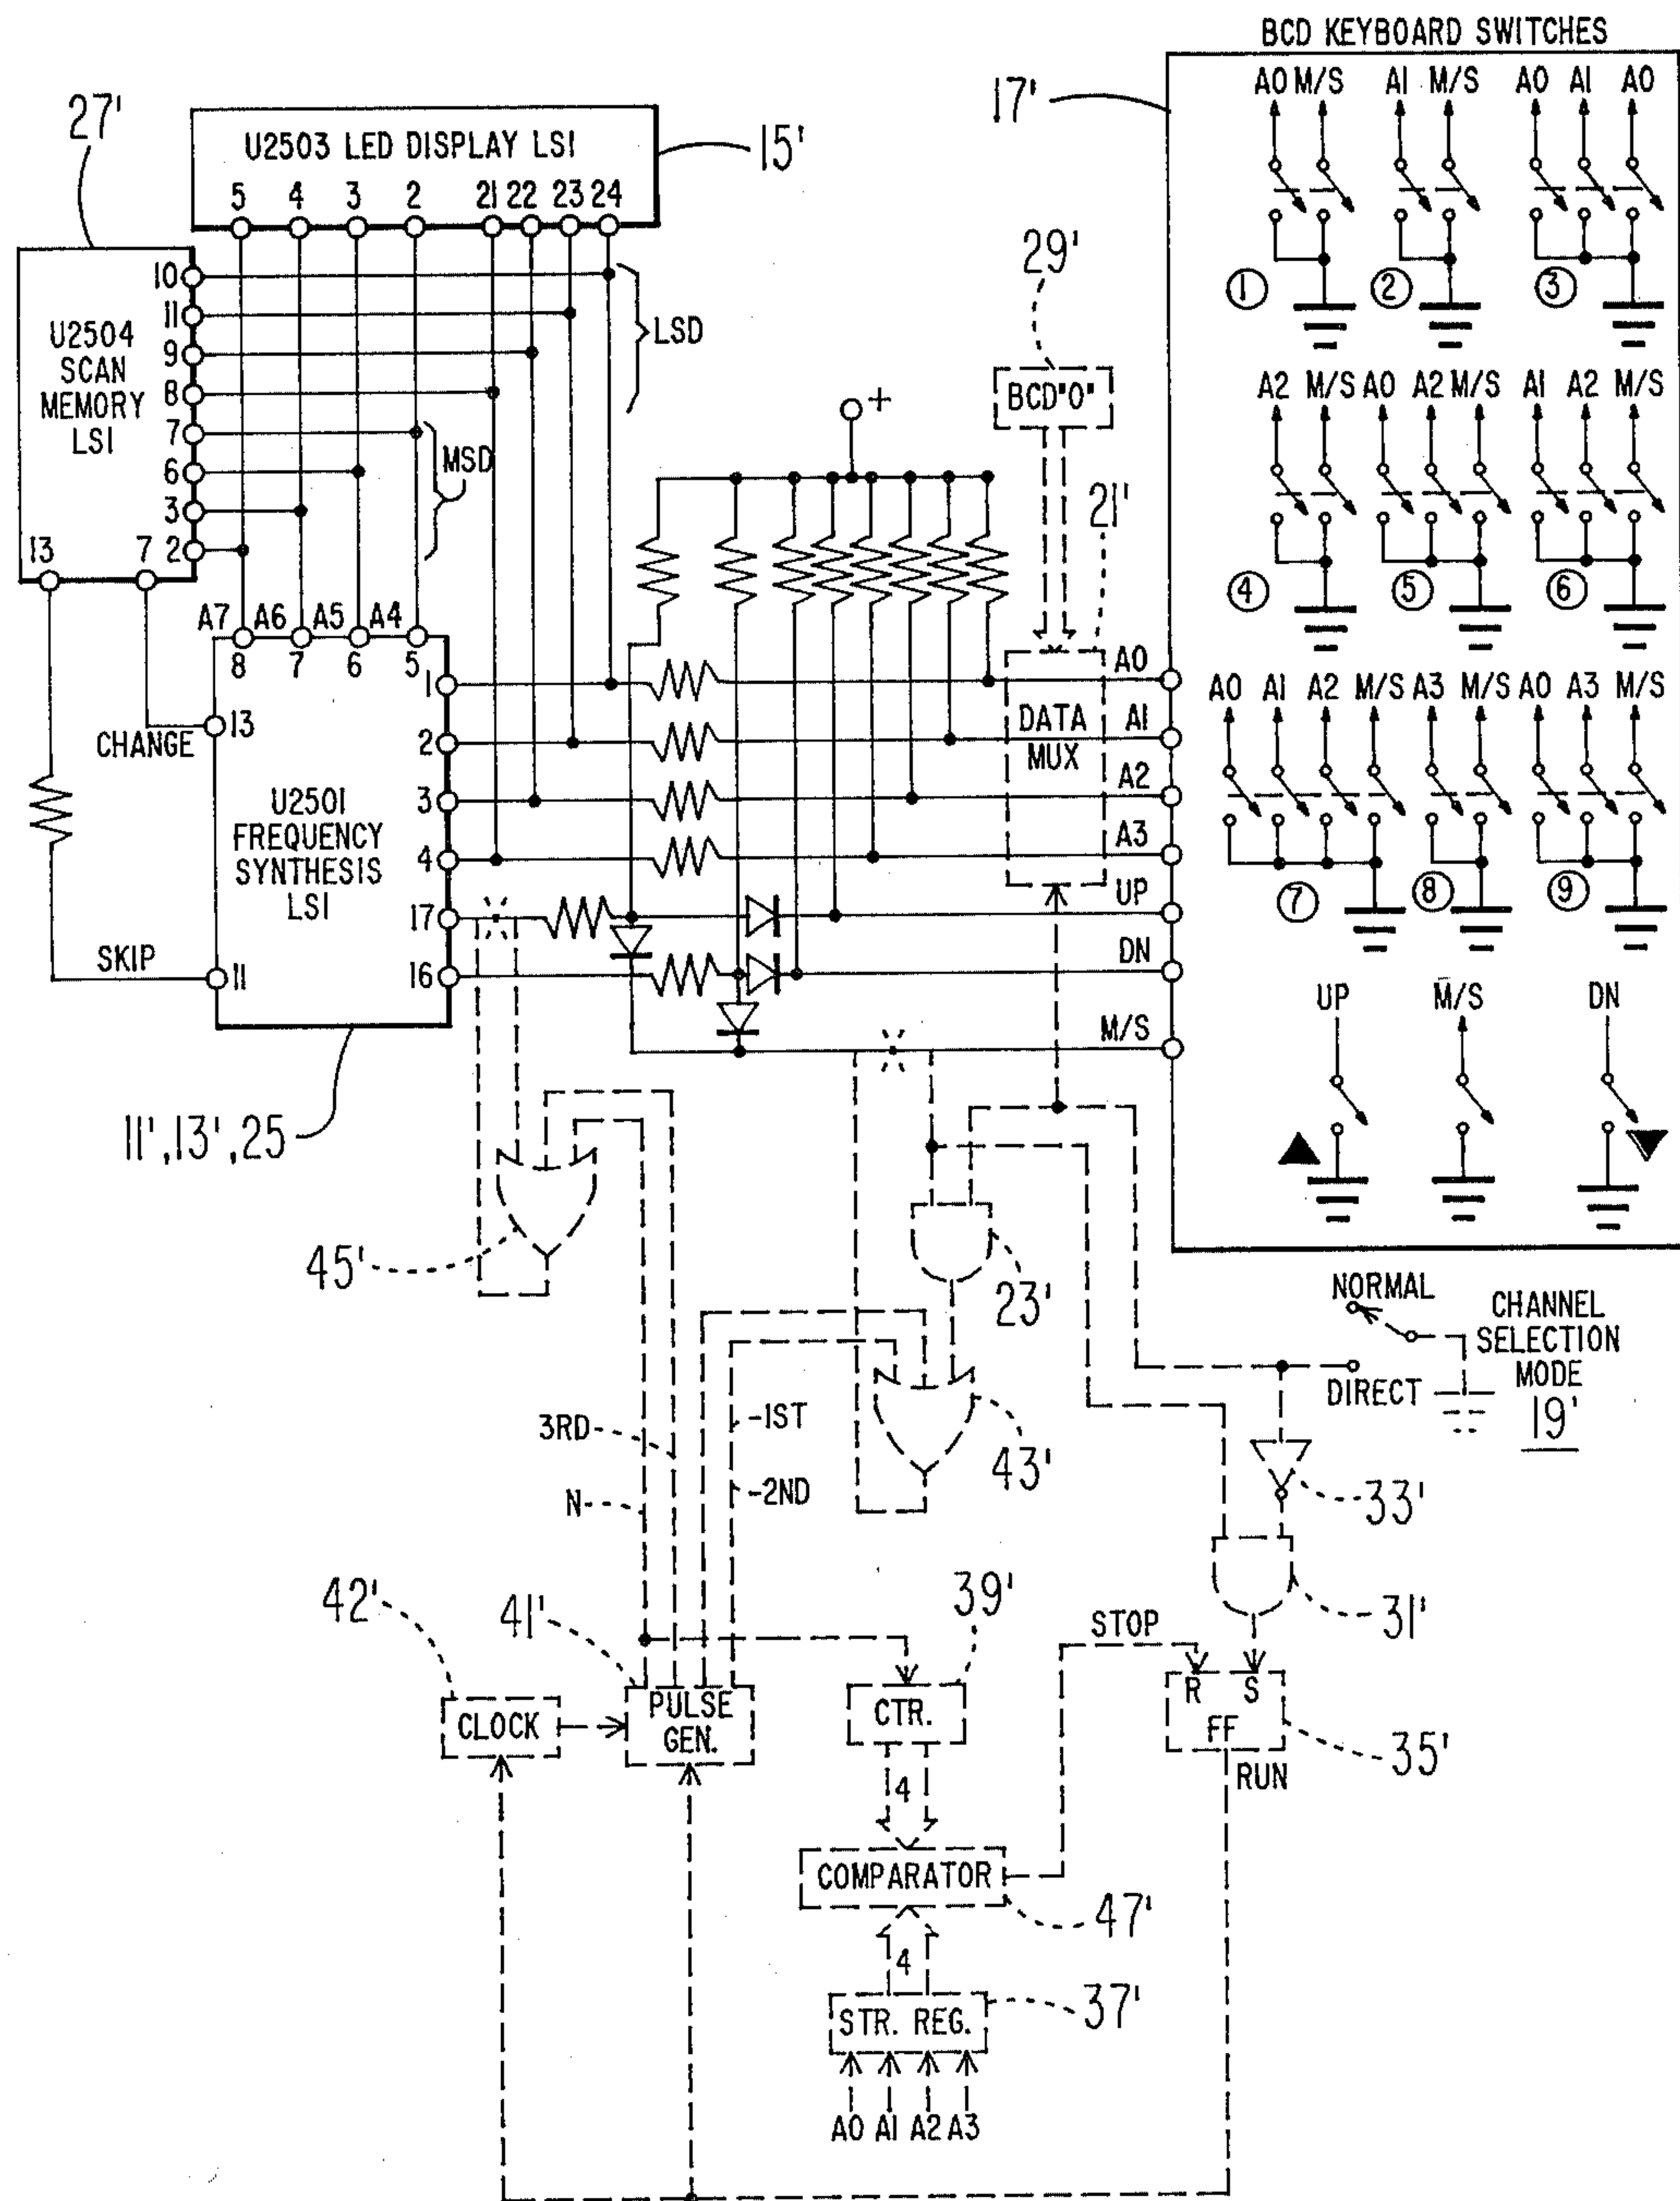 BCD KEYBOARD SWITCHES
17'
A0 M/S A1 M/S A0 A1 A0
① ② ③
A2 M/S A0 A2 M/S A1 A2 M/S
④ ⑤ ⑥
A0 A1 A2 M/S A3 M/S A0 A3 M/S
⑦ ⑧ ⑨
UP M/S DN
27'
U2503 LED DISPLAY LSI
15'
5 4 3 2 21 22 23 24
U2504
SCAN
MEMORY
LSI
10
11
9
8
7
6
3
2
13 7
LSD
MSD
+
29'
BCD"0"
21'
DATA
MUX
A7 A6 A5 A4
8 7 6 5
CHANGE
13
SKIP
11
U2501
FREQUENCY
SYNTHESIS
LSI
1
2
3
4
17
16
A0
A1
A2
A3
UP
DN
M/S
11',13',25
45'
23'
43'
NORMAL
DIRECT
CHANNEL
SELECTION
MODE
19'
33'
31'
3RD
N
-1ST
-2ND
42'
CLOCK
41'
PULSE
GEN.
39'
CTR.
4
COMPARATOR
47'
4
STR. REG.
37'
A0 A1 A2 A3
STOP
R S
FF
35'
RUN